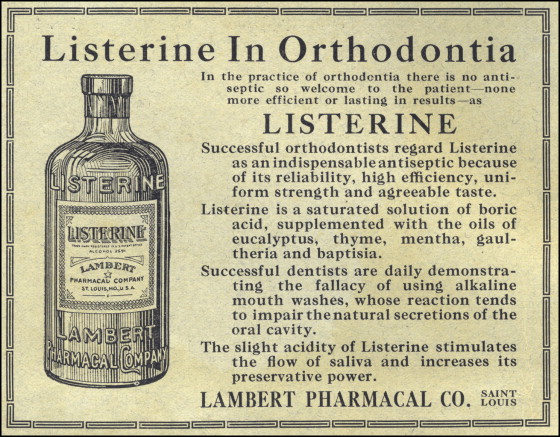 Listerine In Orthodontia
In the practice of orthodontia there is no anti-
septic so welcome to the patient—none
more efficient or lasting in results—as
LISTERINE
Successful orthodontists regard Listerine
as an indispensable antiseptic because
of its reliability, high efficiency, uni-
form strength and agreeable taste.
Listerine is a saturated solution of boric
acid, supplemented with the oils of
eucalyptus, thyme, mentha, gaul-
theria and baptisia.
Successful dentists are daily demonstra-
ting the fallacy of using alkaline
mouth washes, whose reaction tends
to impair the natural secretions of the
oral cavity.
The slight acidity of Listerine stimulates
the flow of saliva and increases its
preservative power.
LAMBERT PHARMACAL CO. SAINT
LOUIS
LISTERINE
LISTERINE
ALCOHOL 25%
LAMBERT
PHARMACAL COMPANY
ST. LOUIS, MO., U.S.A.
LAMBERT
PHARMACAL COMPANY